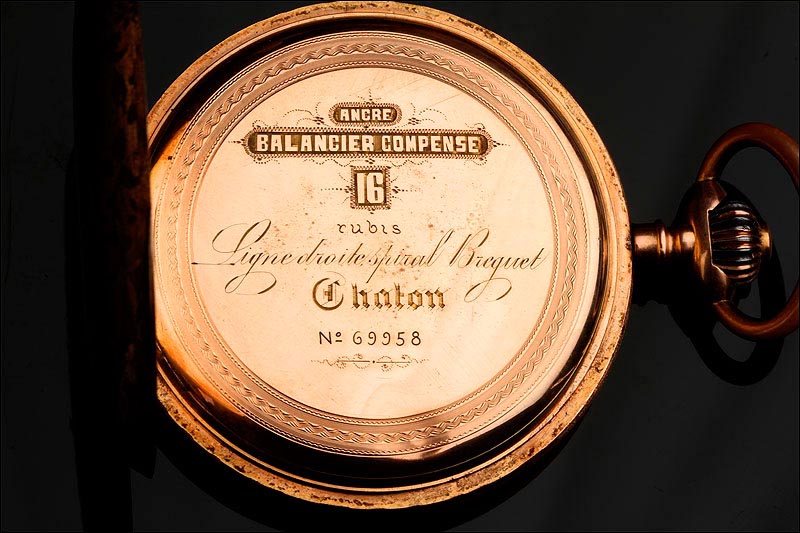 ANCRE
BALANCIER COMPENSE
16
rubis
Ligne droite spiral Breguet
Chaton
Nº 69958